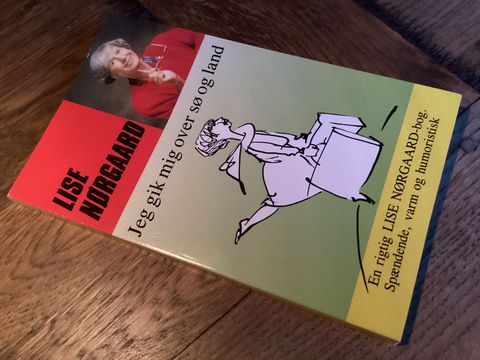 LISE
NØRGAARD
Jeg gik mig over sø og land
En rigtig LISE NØRGAARD-bog.
Spændende, varm og humoristisk